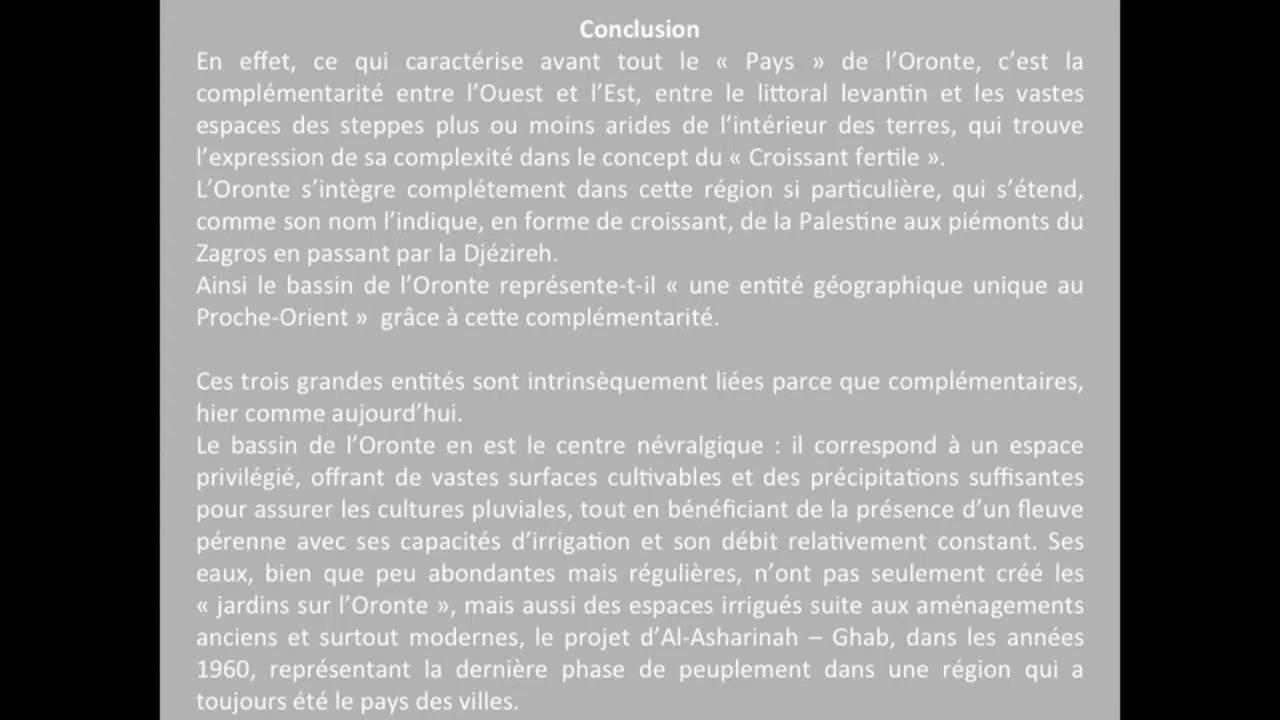 Conclusion
En effet, ce qui caractérise avant tout le « Pays » de l’Oronte, c’est la
complémentarité entre l’Ouest et l’Est, entre le littoral levantin et les vastes
espaces des steppes plus ou moins arides de l’intérieur des terres, qui trouve
l’expression de sa complexité dans le concept du « Croissant fertile ».
L’Oronte s’intègre complétement dans cette région si particulière, qui s’étend,
comme son nom l’indique, en forme de croissant, de la Palestine aux piémonts du
Zagros en passant par la Djézireh.
Ainsi le bassin de l’Oronte représente-t-il « une entité géographique unique au
Proche-Orient » grâce à cette complémentarité.
Ces trois grandes entités sont intrinsèquement liées parce que complémentaires,
hier comme aujourd’hui.
Le bassin de l’Oronte en est le centre névralgique : il correspond à un espace
privilégié, offrant de vastes surfaces cultivables et des précipitations suffisantes
pour assurer les cultures pluviales, tout en bénéficiant de la présence d’un fleuve
pérenne avec ses capacités d’irrigation et son débit relativement constant. Ses
eaux, bien que peu abondantes mais régulières, n’ont pas seulement créé les
« jardins sur l’Oronte », mais aussi des espaces irrigués suite aux aménagements
anciens et surtout modernes, le projet d’Al-Asharinah – Ghab, dans les années
1960, représentant la dernière phase de peuplement dans une région qui a
toujours été le pays des villes.